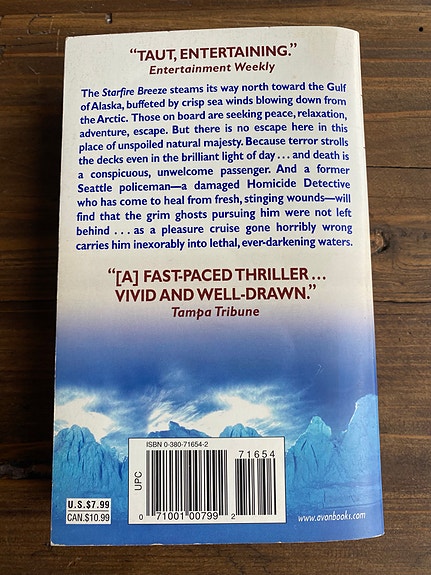 “TAUT, ENTERTAINING.”
Entertainment Weekly
The Starfire Breeze steams its way north toward the Gulf
of Alaska, buffeted by crisp sea winds blowing down from
the Arctic. Those on board are seeking peace, relaxation,
adventure, escape. But there is no escape here in this
place of unspoiled natural majesty. Because terror strolls
the decks even in the brilliant light of day . . . and death is
a conspicuous, unwelcome passenger. And a former
Seattle policeman—a damaged Homicide Detective
who has come to heal from fresh, stinging wounds—will
find that the grim ghosts pursuing him were not left
behind . . . as a pleasure cruise gone horribly wrong
carries him inexorably into lethal, ever-darkening waters.
“[A] FAST-PACED THRILLER . . .
VIVID AND WELL-DRAWN.”
Tampa Tribune
ISBN 0-380-71654-2
71654
UPC
0 71001 00799 2
U.S.$7.99
CAN.$10.99
www.avonbooks.com